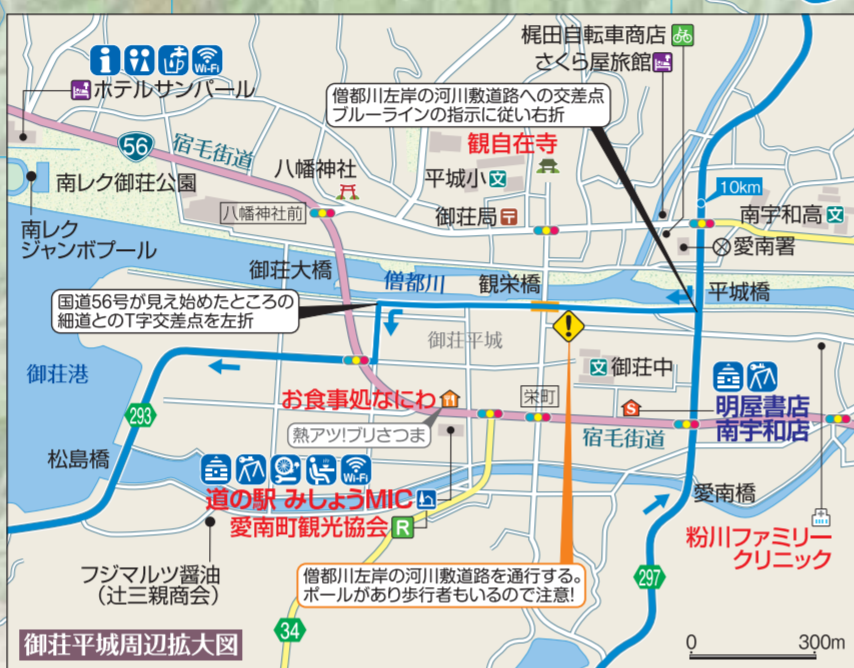 梶田自転車商店
さくら屋旅館
Wi-Fi
ホテルサンパール
僧都川左岸の河川敷道路への交差点
ブルーラインの指示に従い右折
56
宿毛街道
観自在寺
八幡神社
平城小
文
南レク御荘公園
10km
八幡神社前
御荘局
南宇和高
文
南レク
ジャンボプール
愛南署
御荘大橋
僧都川
観栄橋
平城橋
国道56号が見え始めたところの
細道とのT字交差点を左折
御荘平城
文
御荘中
御荘港
お食事処なにわ
栄町
S
明屋書店
南宇和店
293
熱アツ!ブリさつま
宿毛街道
松島橋
Wi-Fi
道の駅 みしょうMIC
愛南橋
愛南町観光協会
R
粉川ファミリー
クリニック
フジマルツ醤油
(辻三親商会)
僧都川左岸の河川敷道路を通行する。
ポールがあり歩行者もいるので注意!
297
34
御荘平城周辺拡大図
0
300m